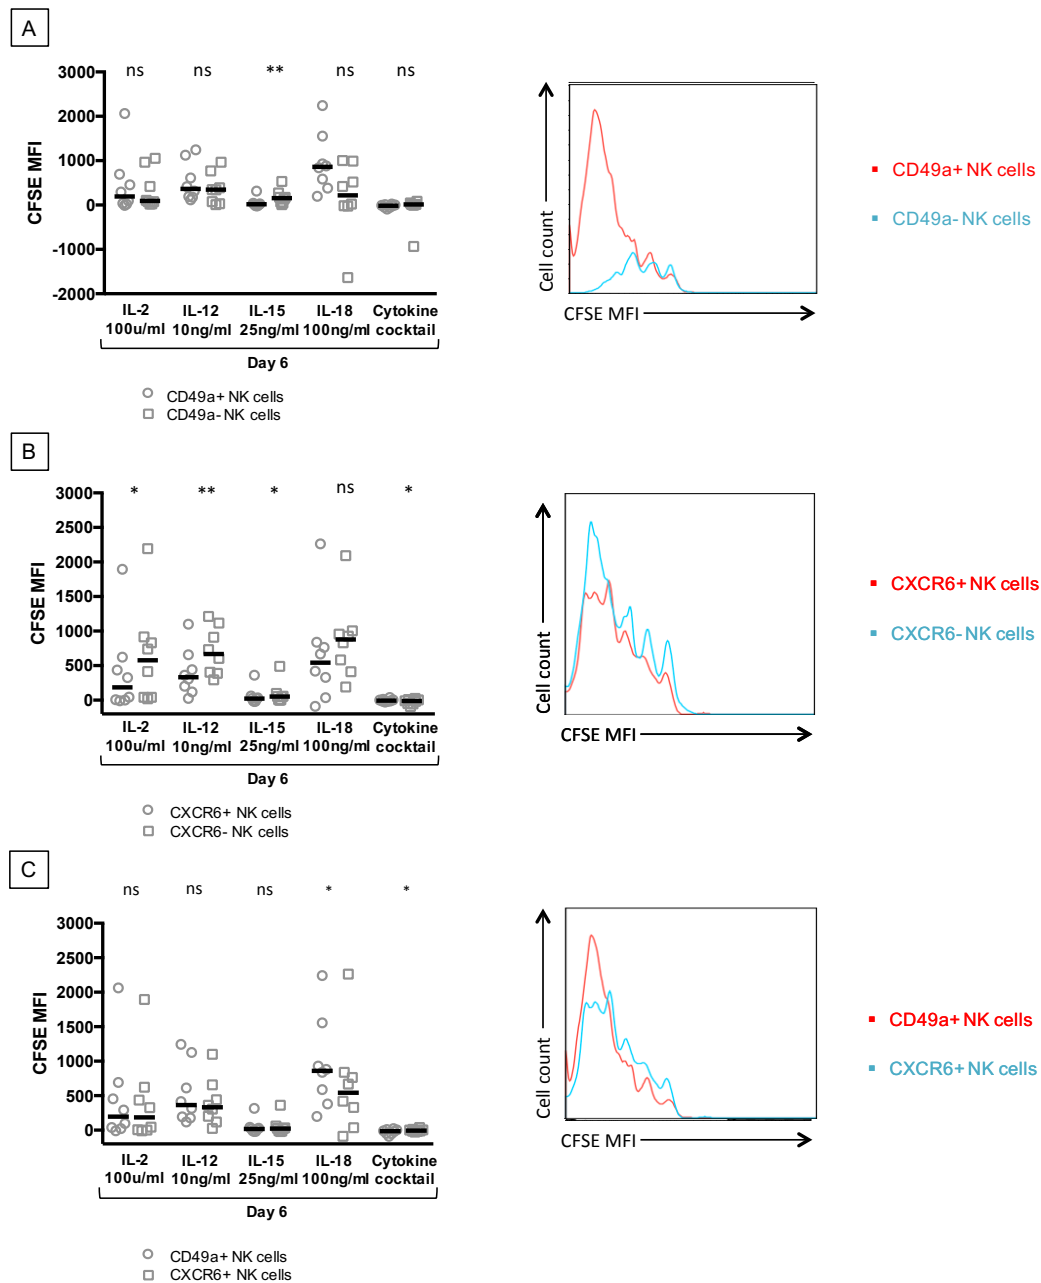 A
ns ns ** ns ns
3000
2000
1000
0
-1000
-2000
CFSE MFI
IL-2 IL-12 IL-15 IL-18 Cytokine
100u/ml 10ng/ml 25ng/ml 100ng/ml cocktail
Day 6
CD49a+ NK cells
CD49a- NK cells
Cell count
CFSE MFI
CD49a+ NK cells
CD49a- NK cells
B
* ** * ns *
3000
2500
2000
1500
1000
500
0
CFSE MFI
IL-2 IL-12 IL-15 IL-18 Cytokine
100u/ml 10ng/ml 25ng/ml 100ng/ml cocktail
Day 6
CXCR6+ NK cells
CXCR6- NK cells
Cell count
CFSE MFI
CXCR6+ NK cells
CXCR6- NK cells
C
ns ns ns * *
3000
2500
2000
1500
1000
500
0
CFSE MFI
IL-2 IL-12 IL-15 IL-18 Cytokine
100u/ml 10ng/ml 25ng/ml 100ng/ml cocktail
Day 6
CD49a+ NK cells
CXCR6+ NK cells
Cell count
CFSE MFI
CD49a+ NK cells
CXCR6+ NK cells